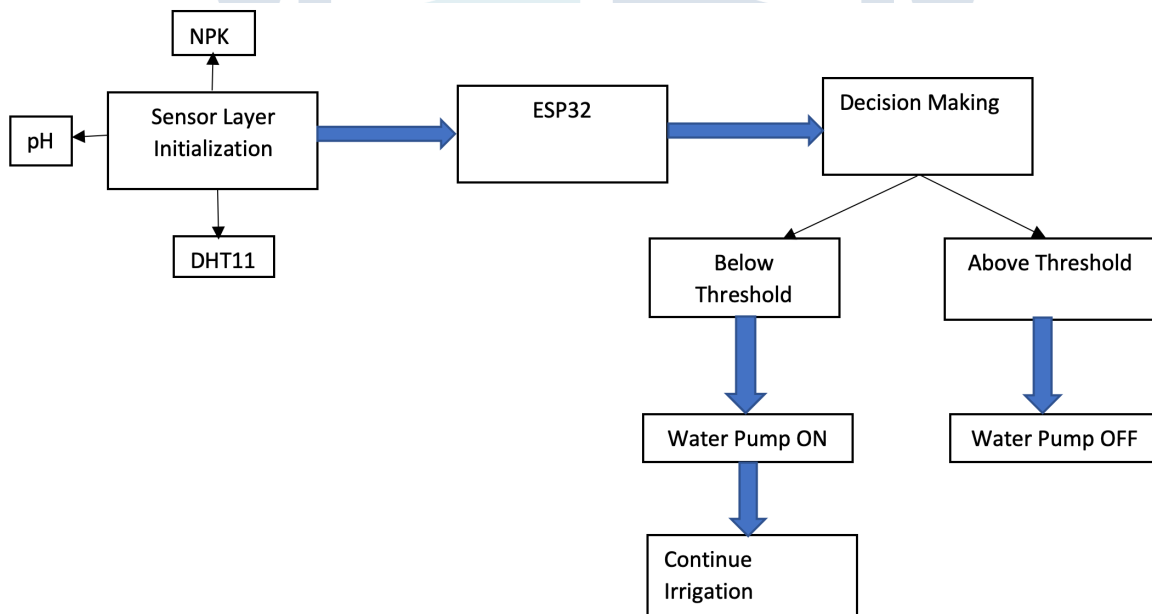 NPK
Sensor Layer
Initialization
pH
DHT11
ESP32
Decision Making
Below
Threshold
Above Threshold
Water Pump ON
Water Pump OFF
Continue
Irrigation